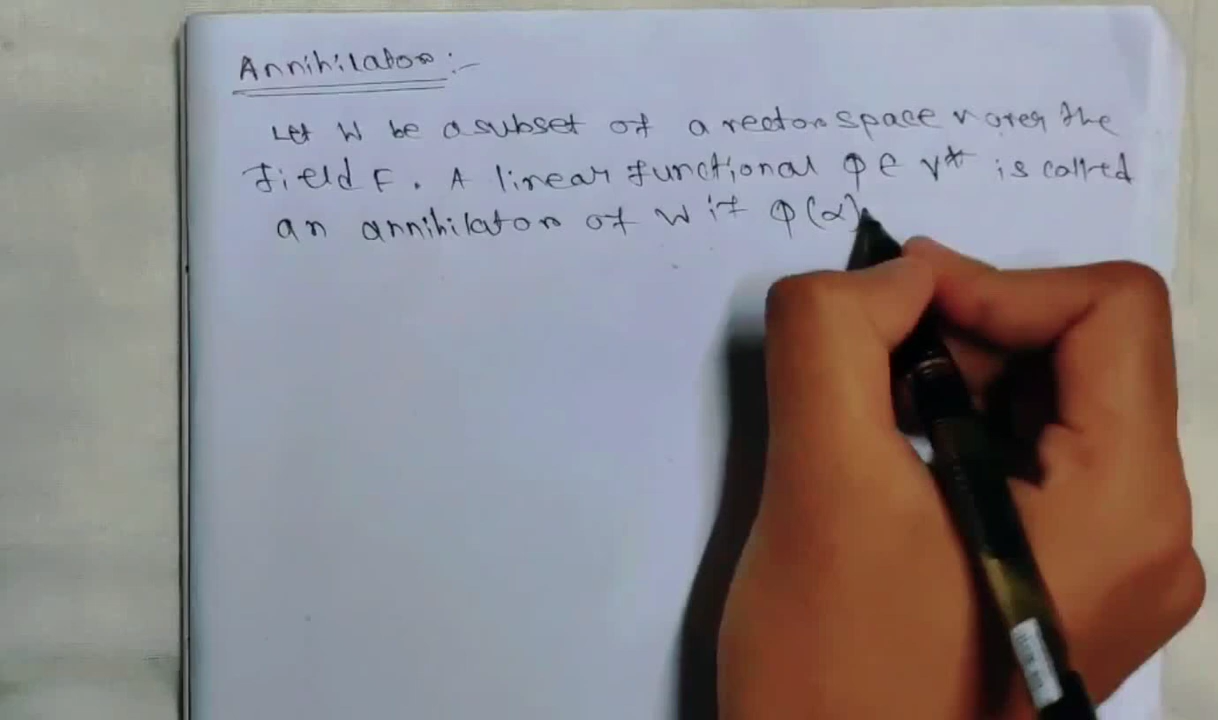 Annihilator :-
Let W be a subset of a vector space V over the
field F. A linear functional φ ∈ V* is called
an annihilator of W if φ(α)